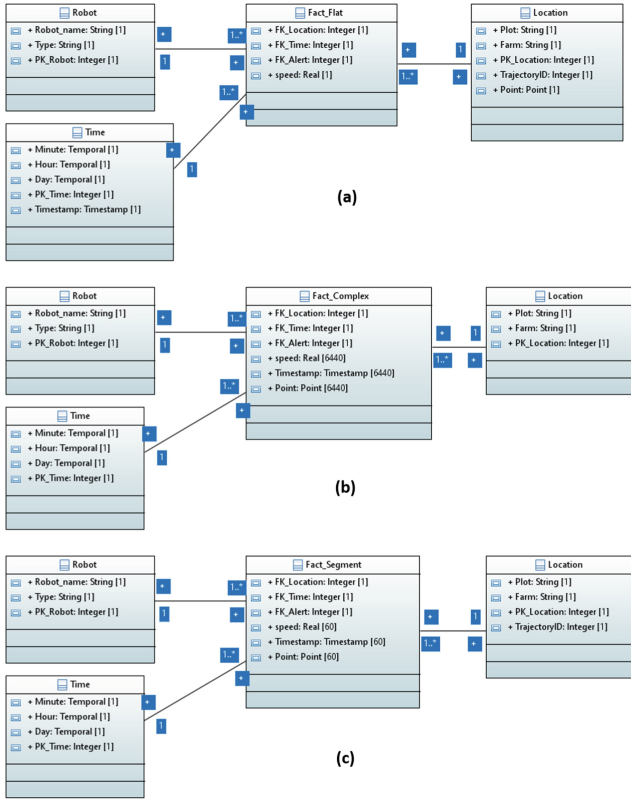 Robot
+ Robot_name: String [1]
+ Type: String [1]
+ PK_Robot: Integer [1]
+
1
1..*
+
Fact_Flat
+ FK_Location: Integer [1]
+ FK_Time: Integer [1]
+ FK_Alert: Integer [1]
+ speed: Real [1]
+
1..*
1
+
Location
+ Plot: String [1]
+ Farm: String [1]
+ PK_Location: Integer [1]
+ TrajectoryID: Integer [1]
+ Point: Point [1]
Time
+ Minute: Temporal [1]
+ Hour: Temporal [1]
+ Day: Temporal [1]
+ PK_Time: Integer [1]
+ Timestamp: Timestamp [1]
+
1
1..*
+
(a)
Robot
+ Robot_name: String [1]
+ Type: String [1]
+ PK_Robot: Integer [1]
+
1
1..*
+
Fact_Complex
+ FK_Location: Integer [1]
+ FK_Time: Integer [1]
+ FK_Alert: Integer [1]
+ speed: Real [6440]
+ Timestamp: Timestamp [6440]
+ Point: Point [6440]
+
1..*
1
+
Location
+ Plot: String [1]
+ Farm: String [1]
+ PK_Location: Integer [1]
Time
+ Minute: Temporal [1]
+ Hour: Temporal [1]
+ Day: Temporal [1]
+ PK_Time: Integer [1]
+
1
1..*
+
(b)
Robot
+ Robot_name: String [1]
+ Type: String [1]
+ PK_Robot: Integer [1]
+
1
1..*
+
Fact_Segment
+ FK_Location: Integer [1]
+ FK_Time: Integer [1]
+ FK_Alert: Integer [1]
+ speed: Real [60]
+ Timestamp: Timestamp [60]
+ Point: Point [60]
+
1..*
1
+
Location
+ Plot: String [1]
+ Farm: String [1]
+ PK_Location: Integer [1]
+ TrajectoryID: Integer [1]
Time
+ Minute: Temporal [1]
+ Hour: Temporal [1]
+ Day: Temporal [1]
+ PK_Time: Integer [1]
+
1
1..*
+
(c)